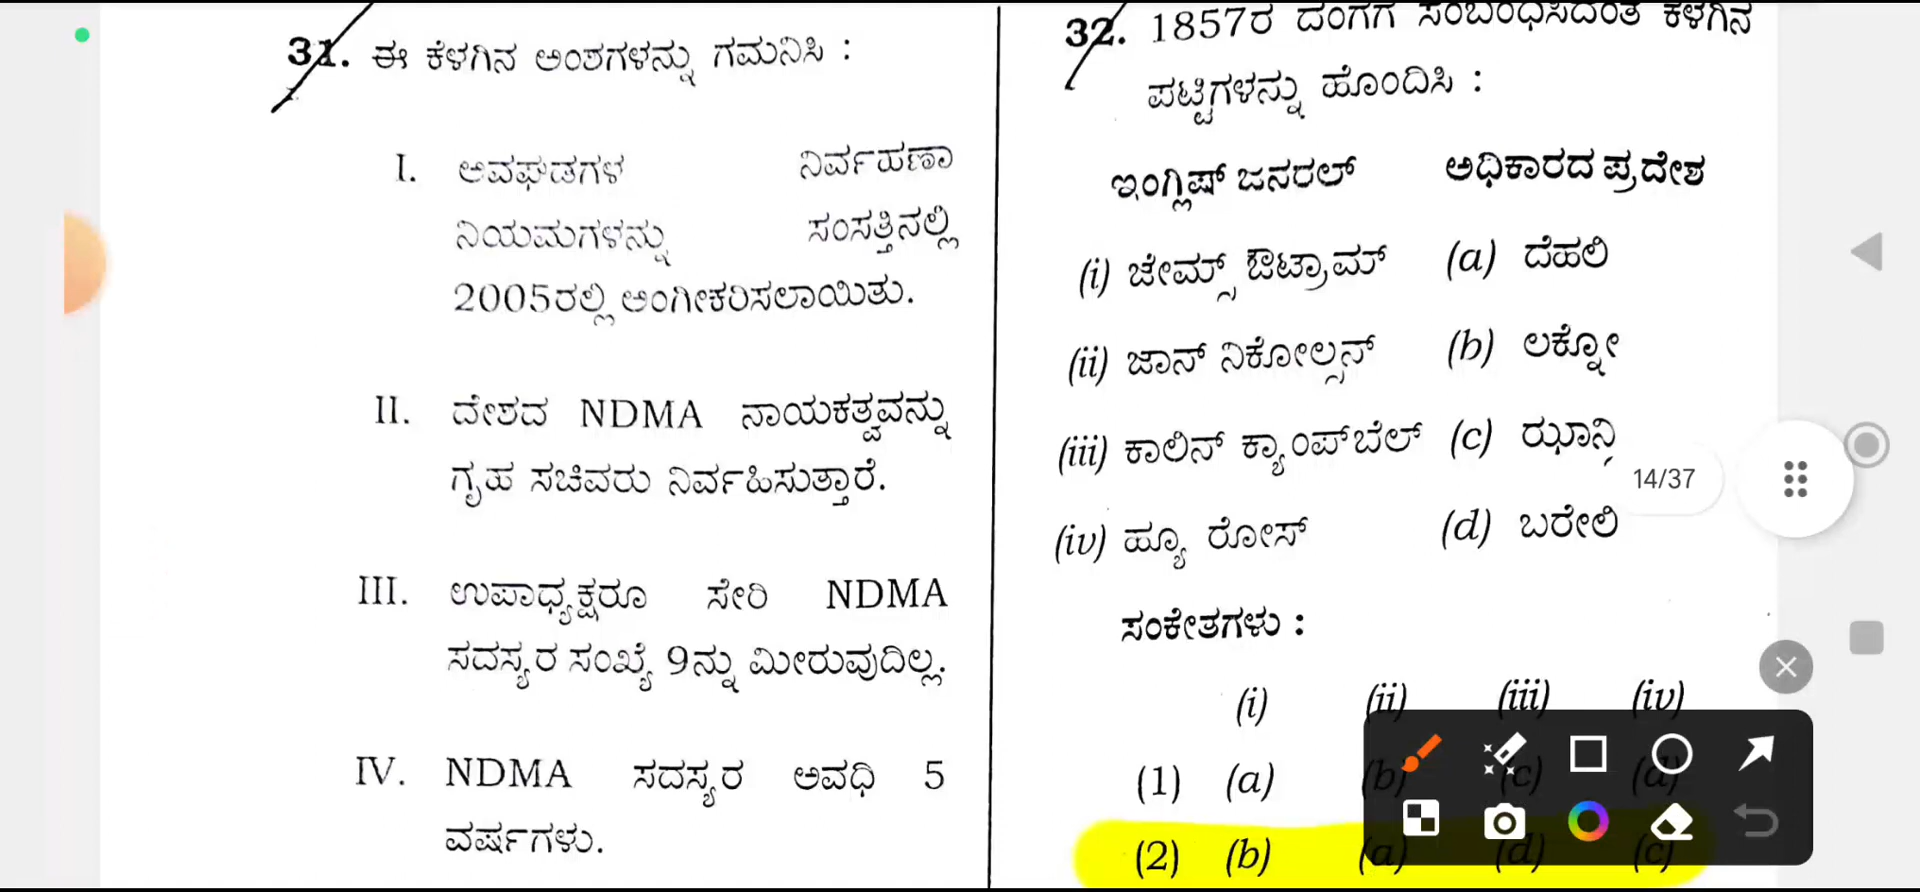 31. ಈ ಕೆಳಗಿನ ಅಂಶಗಳನ್ನು ಗಮನಿಸಿ :
I. ಅವಘಡಗಳ ನಿರ್ವಹಣಾ
ನಿಯಮಗಳನ್ನು ಸಂಸತ್ತಿನಲ್ಲಿ
2005ರಲ್ಲಿ ಅಂಗೀಕರಿಸಲಾಯಿತು.
II. ದೇಶದ NDMA ನಾಯಕತ್ವವನ್ನು
ಗೃಹ ಸಚಿವರು ನಿರ್ವಹಿಸುತ್ತಾರೆ.
III. ಉಪಾಧ್ಯಕ್ಷರೂ ಸೇರಿ NDMA
ಸದಸ್ಯರ ಸಂಖ್ಯೆ 9ನ್ನು ಮೀರುವುದಿಲ್ಲ.
IV. NDMA ಸದಸ್ಯರ ಅವಧಿ 5
ವರ್ಷಗಳು.
32. 1857ರ ದಂಗೆಗೆ ಸಂಬಂಧಿಸಿದಂತೆ ಕೆಳಗಿನ
ಪಟ್ಟಿಗಳನ್ನು ಹೊಂದಿಸಿ :
ಇಂಗ್ಲಿಷ್ ಜನರಲ್ ಅಧಿಕಾರದ ಪ್ರದೇಶ
(i) ಜೇಮ್ಸ್ ಔಟ್ರಾಮ್ (a) ದೆಹಲಿ
(ii) ಜಾನ್ ನಿಕೋಲ್ಸನ್ (b) ಲಕ್ನೋ
(iii) ಕಾಲಿನ್ ಕ್ಯಾಂಪ್‌ಬೆಲ್ (c) ಝಾನ್ಸಿ
(iv) ಹ್ಯೂ ರೋಸ್ (d) ಬರೇಲಿ
14/37
ಸಂಕೇತಗಳು :
(i) (ii) (iii) (iv)
(1) (a) (b) (c) (d)
(2) (b) (a) (d) (c)